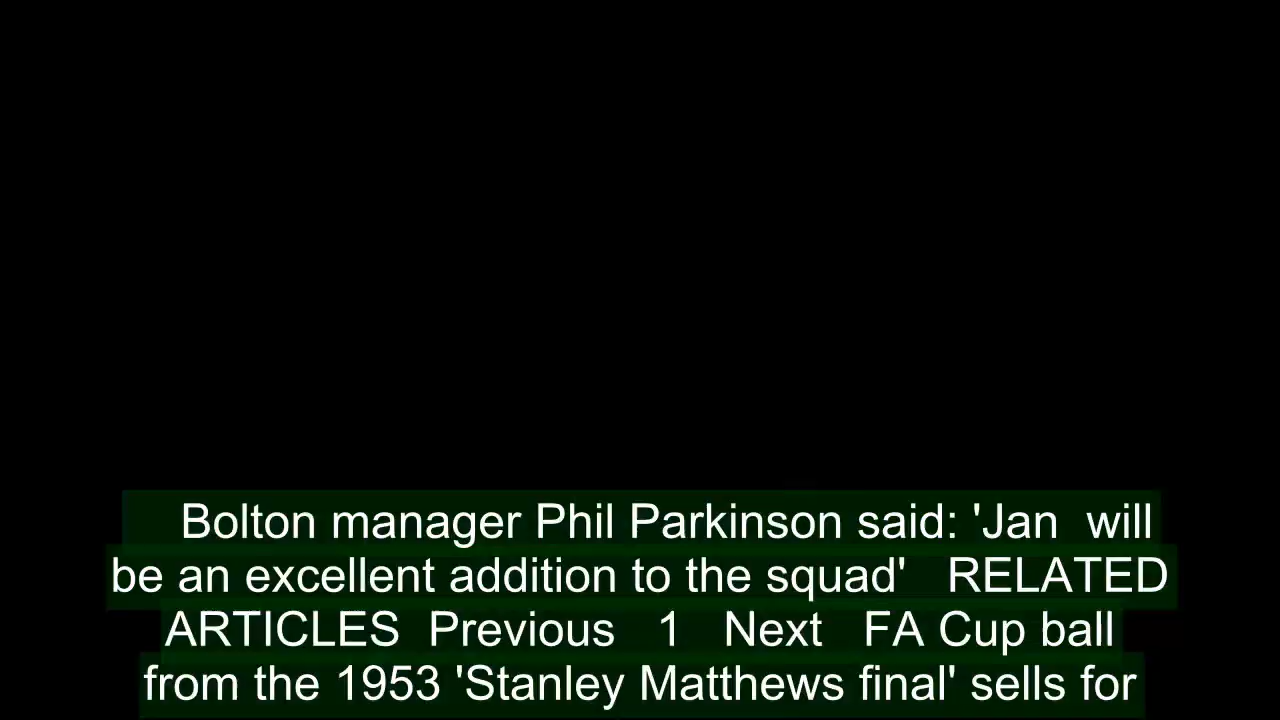 Bolton manager Phil Parkinson said: 'Jan will
be an excellent addition to the squad' RELATED
ARTICLES Previous 1 Next FA Cup ball
from the 1953 'Stanley Matthews final' sells for